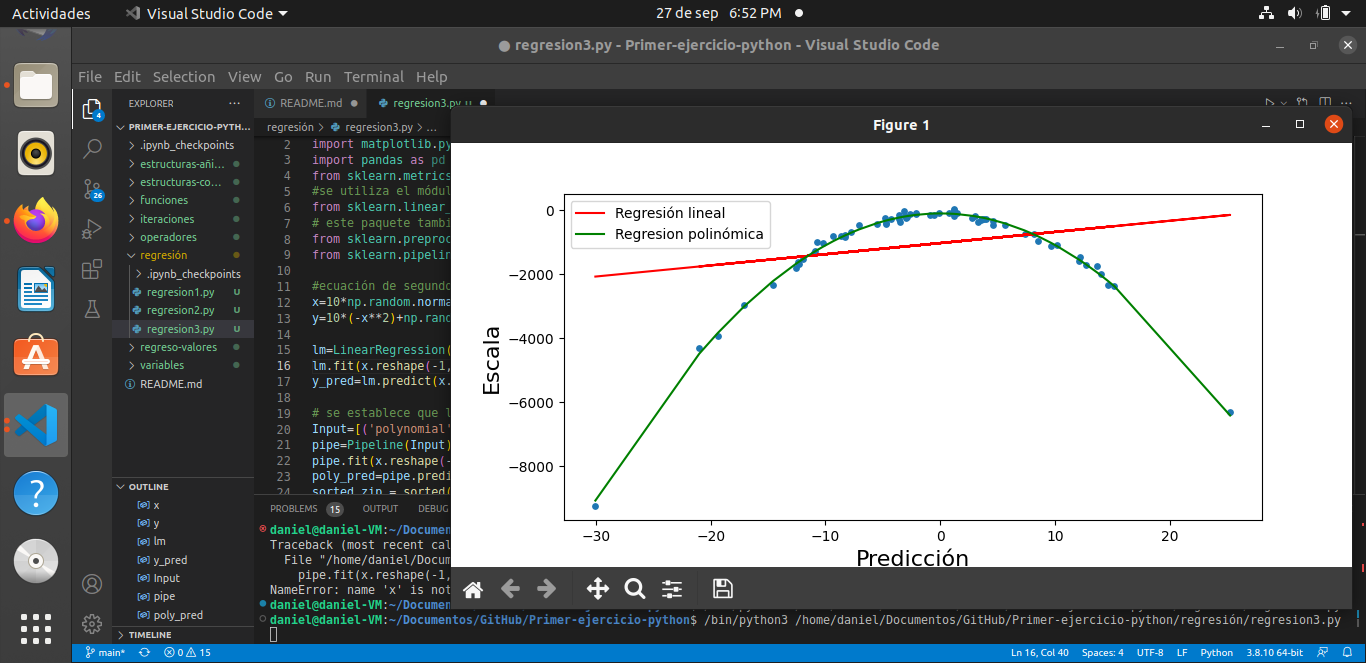 Actividades
Visual Studio Code
27 de sep 6:52 PM
regresion3.py - Primer-ejercicio-python - Visual Studio Code
File Edit Selection View Go Run Terminal Help
EXPLORER
README.md
regresion3.py U
regresión > regresion3.py > ...
4
26
PRIMER-EJERCICIO-PYTH...
.ipynb_checkpoints
estructuras-añi...
estructuras-co...
funciones
iteraciones
operadores
regresión
.ipynb_checkpoints
regresion1.py U
regresion2.py U
regresion3.py U
regreso-valores
variables
README.md
OUTLINE
x
y
lm
y_pred
Input
pipe
poly_pred
TIMELINE
2 import matplotlib.py
3 import pandas as pd
4 from sklearn.metrics
5 #se utiliza el módul
6 from sklearn.linear_
7 # este paquete tambi
8 from sklearn.preproc
9 from sklearn.pipelin
10
11 #ecuación de segundo
12 x=10*np.random.norma
13 y=10*(-x**2)+np.rand
14
15 lm=LinearRegression(
16 lm.fit(x.reshape(-1,
17 y_pred=lm.predict(x.
18
19 # se establece que l
20 Input=[('polynomial'
21 pipe=Pipeline(Input)
22 pipe.fit(x.reshape(-
23 poly_pred=pipe.predi
24 sorted_zip = sorted(
Figure 1
Regresión lineal
Regresion polinómica
0
−2000
−4000
−6000
−8000
Escala
−30 −20 −10 0 10 20
Predicción
PROBLEMS 15 OUTPUT DEBUG
daniel@daniel-VM:~/Documen
Traceback (most recent cal
File "/home/daniel/Docum
pipe.fit(x.reshape(-1,
NameError: name 'x' is not
daniel@daniel-VM:~/Documen
daniel@daniel-VM:~/Documentos/GitHub/Primer-ejercicio-python$ /bin/python3 /home/daniel/Documentos/GitHub/Primer-ejercicio-python/regresión/regresion3.py
main* 0 15
Ln 16, Col 40 Spaces: 4 UTF-8 LF Python 3.8.10 64-bit